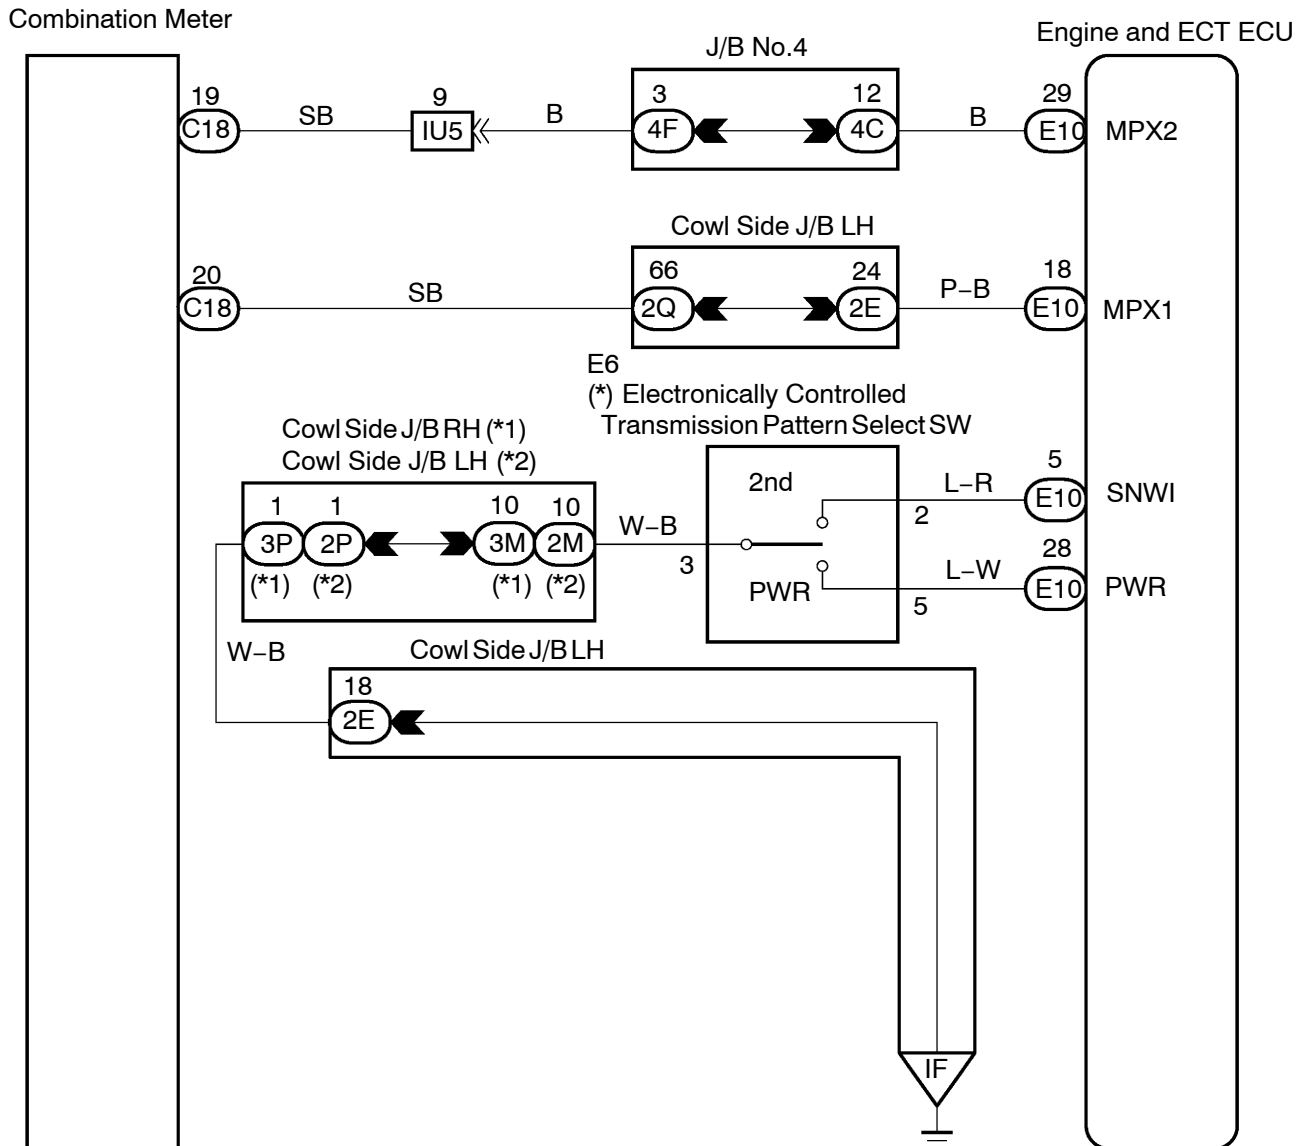 Combination Meter
Engine and ECT ECU
J/B No.4
19
C18
SB
9
IU5
B
3
4F
12
4C
B
29
E10
MPX2
Cowl Side J/B LH
20
C18
SB
66
2Q
24
2E
P−B
18
E10
MPX1
E6
(*) Electronically Controlled
Transmission Pattern Select SW
Cowl Side J/B RH (*1)
Cowl Side J/B LH (*2)
1
3P
(*1)
1
2P
(*2)
10
3M
(*1)
10
2M
(*2)
W−B
3
2nd
PWR
L−R
2
5
E10
SNWI
L−W
5
28
E10
PWR
W−B
Cowl Side J/B LH
18
2E
IF